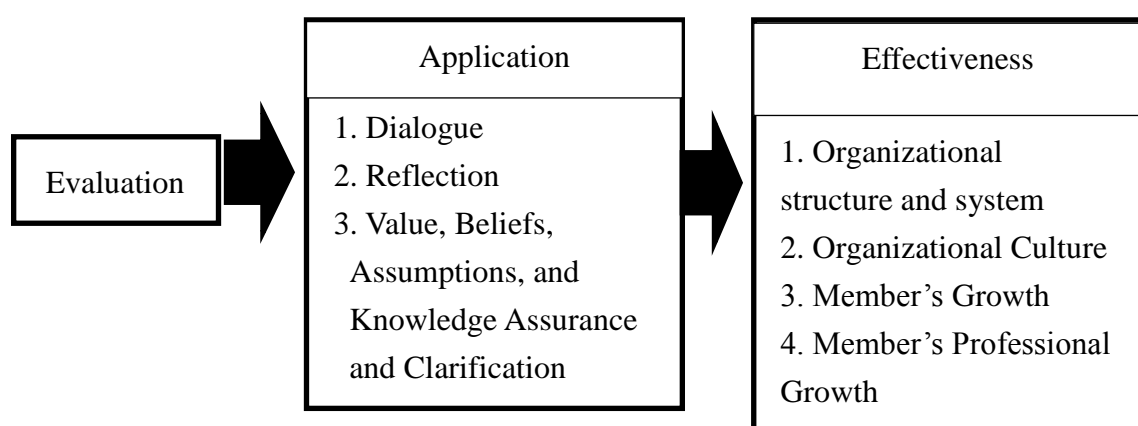 Evaluation
Application
1. Dialogue
2. Reflection
3. Value, Beliefs,
Assumptions, and
Knowledge Assurance
and Clarification
Effectiveness
1. Organizational
structure and system
2. Organizational Culture
3. Member’s Growth
4. Member’s Professional
Growth